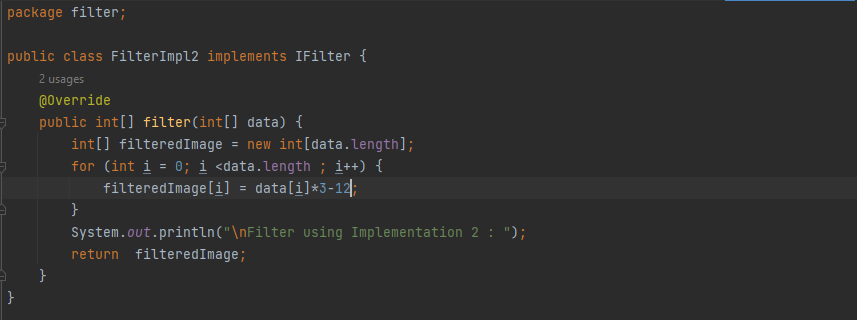 package filter;
public class FilterImpl2 implements IFilter {
2 usages
@Override
public int[] filter(int[] data) {
int[] filteredImage = new int[data.length];
for (int i = 0; i <data.length ; i++) {
filteredImage[i] = data[i]*3-12;
}
System.out.println("\nFilter using Implementation 2 : ");
return  filteredImage;
}
}